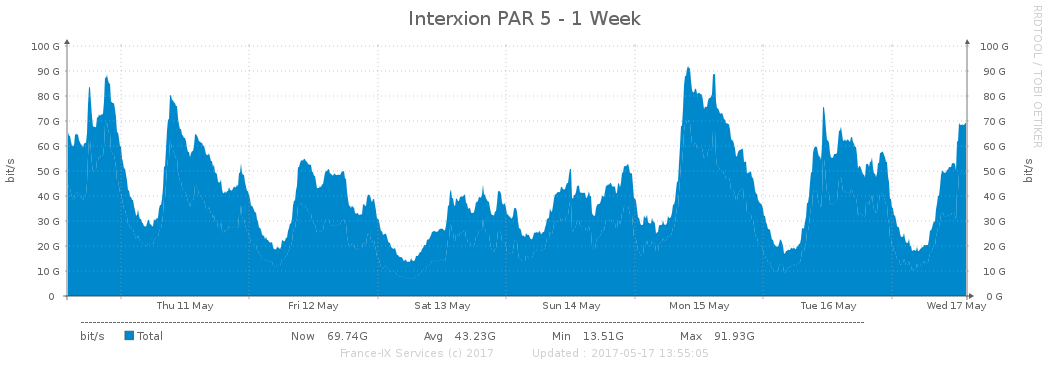 Interxion PAR 5 - 1 Week
RRDTOOL / TOBI OETIKER
bit/s
bit/s
100 G
100 G
90 G
90 G
80 G
80 G
70 G
70 G
60 G
60 G
50 G
50 G
40 G
40 G
30 G
30 G
20 G
20 G
10 G
10 G
0
0 G
Thu 11 May Fri 12 May Sat 13 May Sun 14 May Mon 15 May Tue 16 May Wed 17 May
bit/s Total Now 69.74G Avg 43.23G Min 13.51G Max 91.93G
France-IX Services (c) 2017 Updated : 2017-05-17 13:55:05